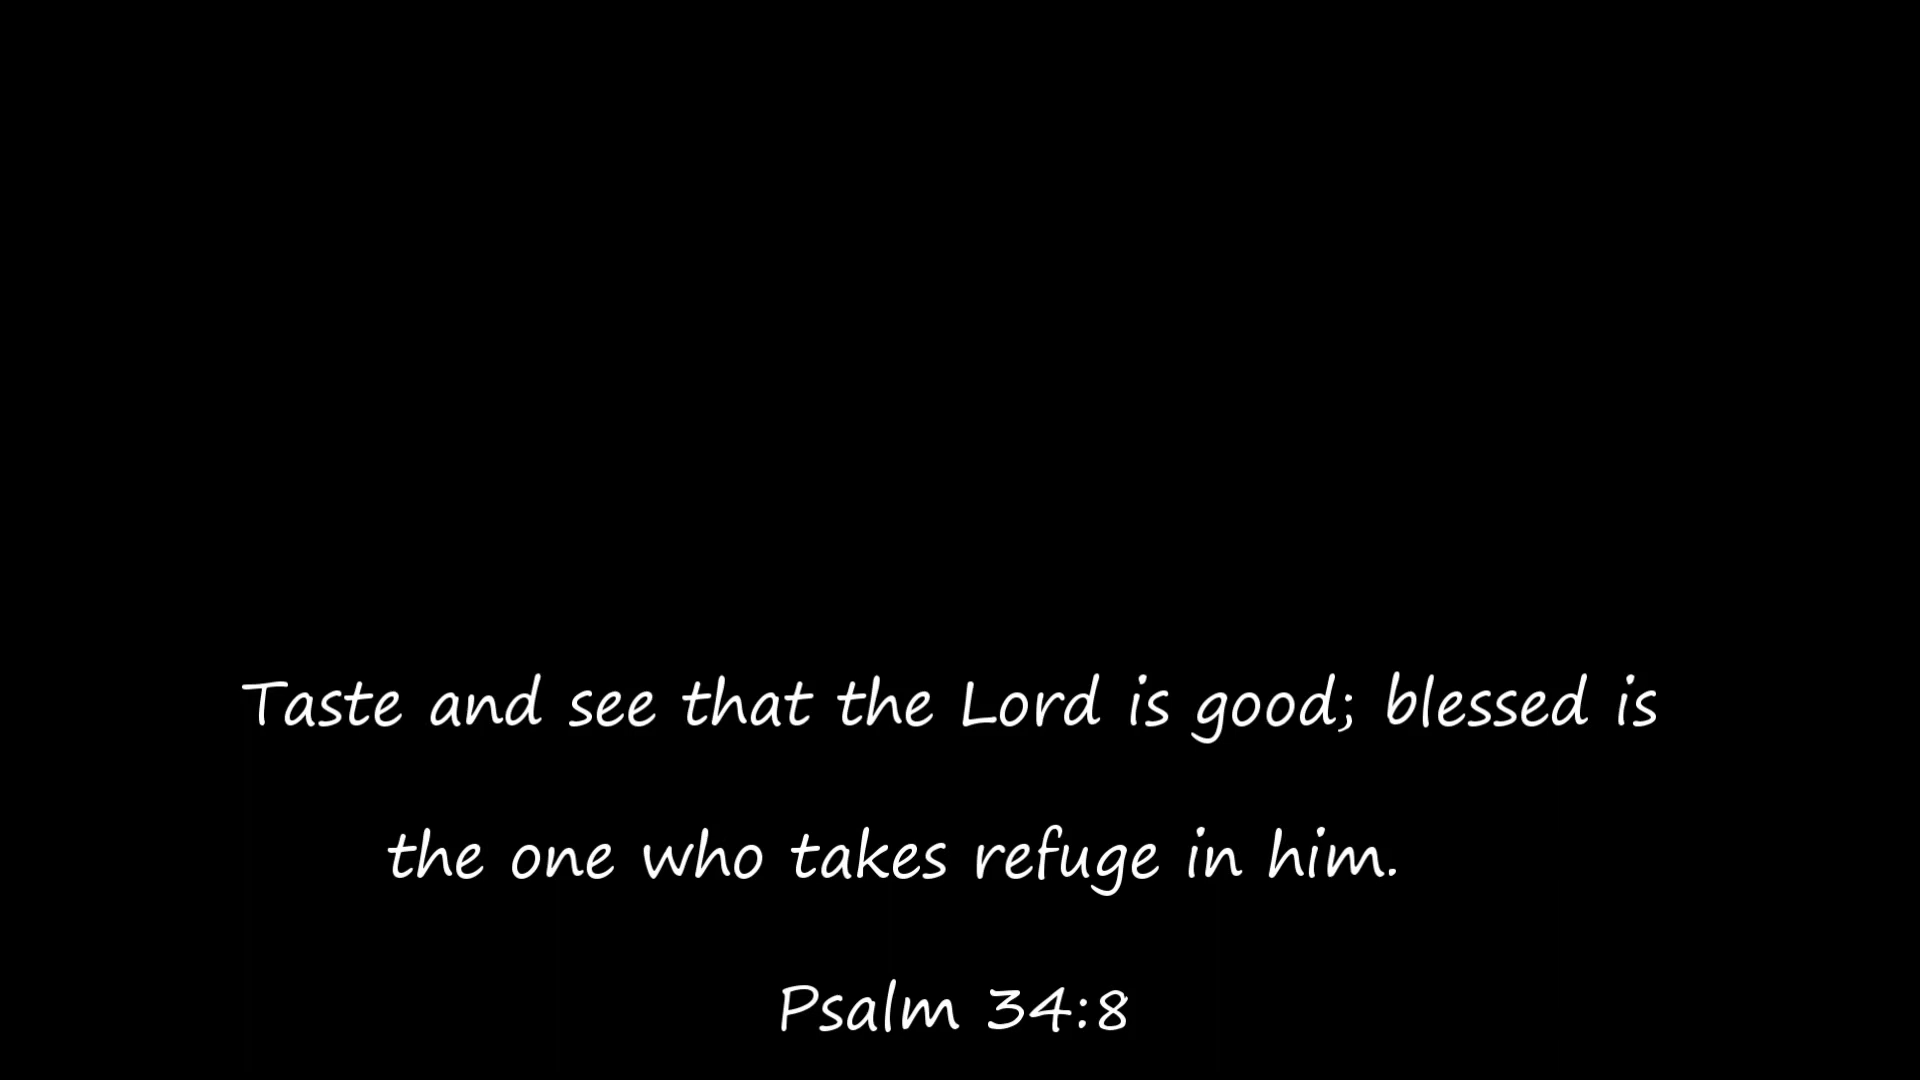 Taste and see that the Lord is good; blessed is
the one who takes refuge in him.
Psalm 34:8